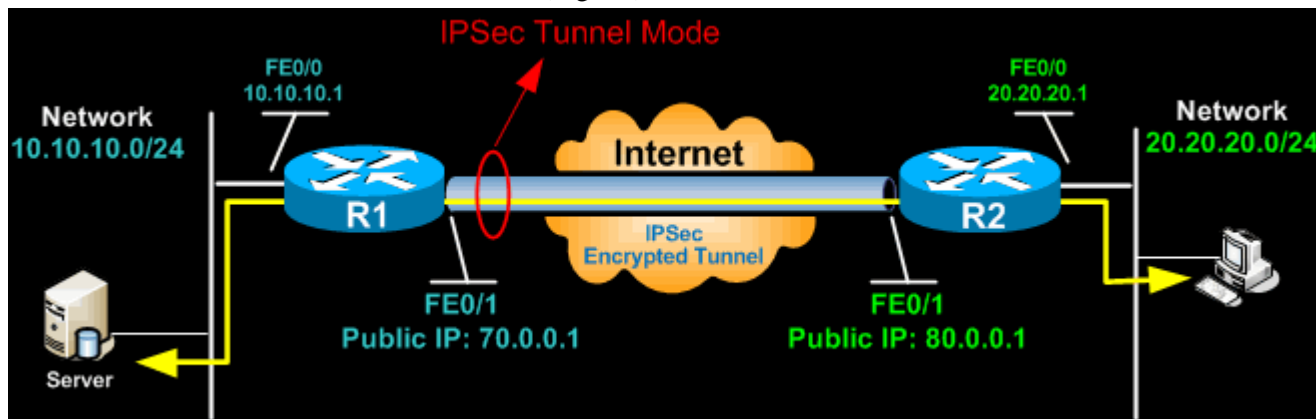 IPSec Tunnel Mode
FE0/0
10.10.10.1
FE0/0
20.20.20.1
Network
10.10.10.0/24
Network
20.20.20.0/24
Internet
R1
R2
IPSec
Encrypted Tunnel
FE0/1
Public IP: 70.0.0.1
FE0/1
Public IP: 80.0.0.1
Server